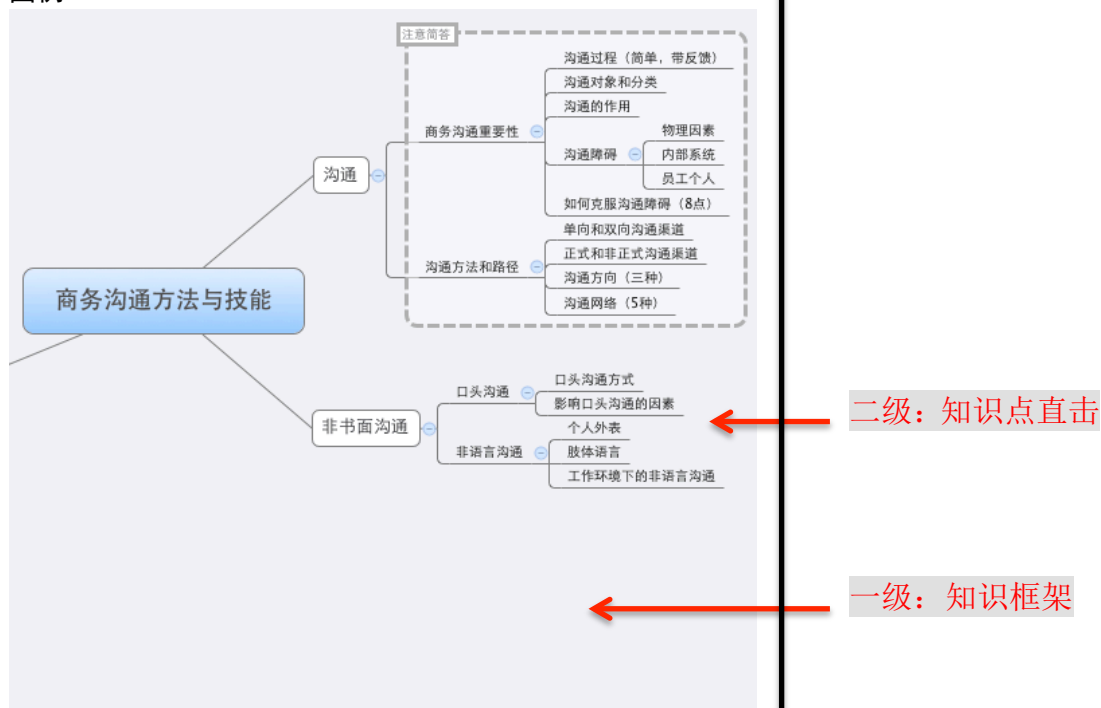 注意简答
沟通过程（简单，带反馈）
沟通对象和分类
沟通的作用
商务沟通重要性
物理因素
沟通障碍
内部系统
员工个人
沟通
如何克服沟通障碍（8点）
单向和双向沟通渠道
正式和非正式沟通渠道
沟通方法和路径
沟通方向（三种）
沟通网络（5种）
商务沟通方法与技能
口头沟通方式
口头沟通
影响口头沟通的因素
非书面沟通
个人外表
非语言沟通
肢体语言
工作环境下的非语言沟通
二级：知识点直击
一级：知识框架